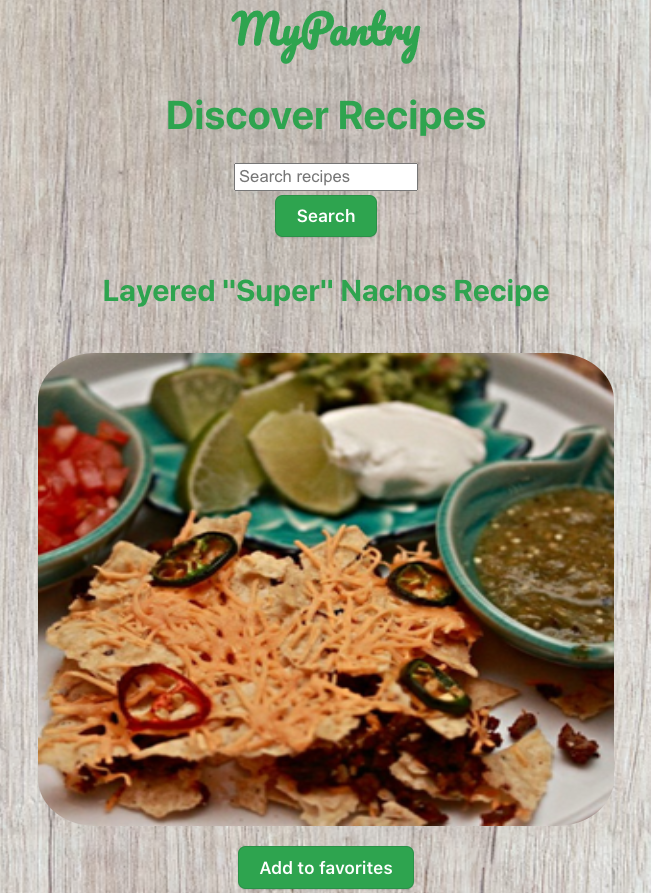 MyPantry
Discover Recipes
Search recipes
Search
Layered "Super" Nachos Recipe
Add to favorites